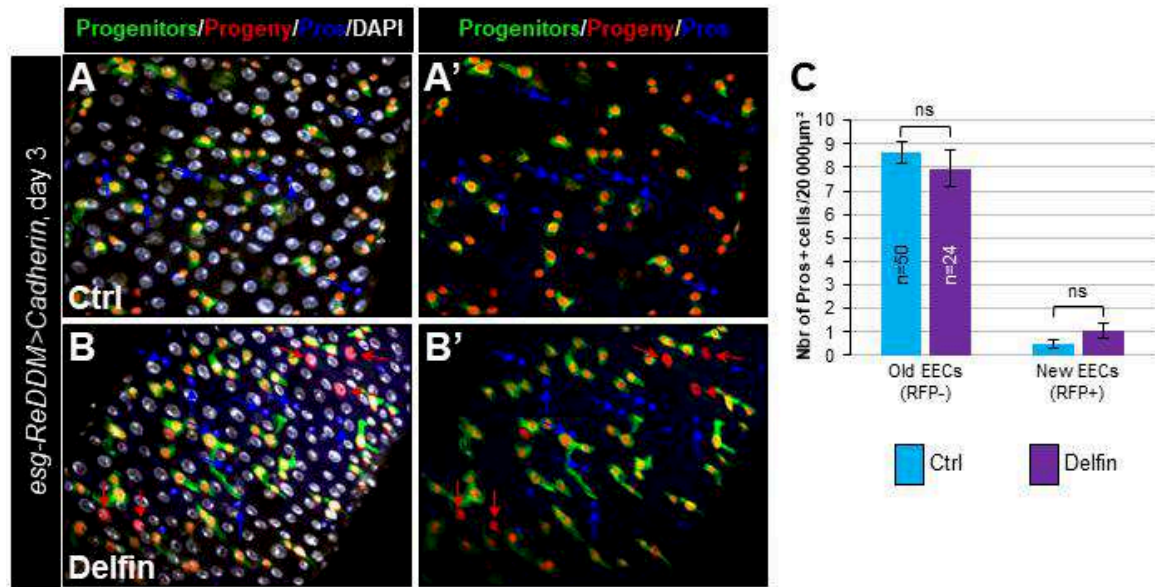 Progenitors/Progeny/Pros/DAPI
Progenitors/Progeny/Pros
esg-ReDDM>Cadherin, day 3
A
A'
Ctrl
B
B'
Delfin
C
Nbr of Pros+ cells/20 000µm²
10
9
8
7
6
5
4
3
2
1
0
ns
ns
n=50
n=24
Old EECs
(RFP-)
New EECs
(RFP+)
Ctrl
Delfin